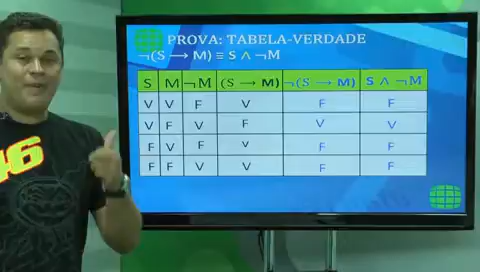 PROVA: TABELA-VERDADE
¬(S → M) ≡ S ∧ ¬M
S M ¬M (S → M) ¬(S → M) S ∧ ¬M
V V F V F F
V F V F V V
F V F V F F
F F V V F F
46